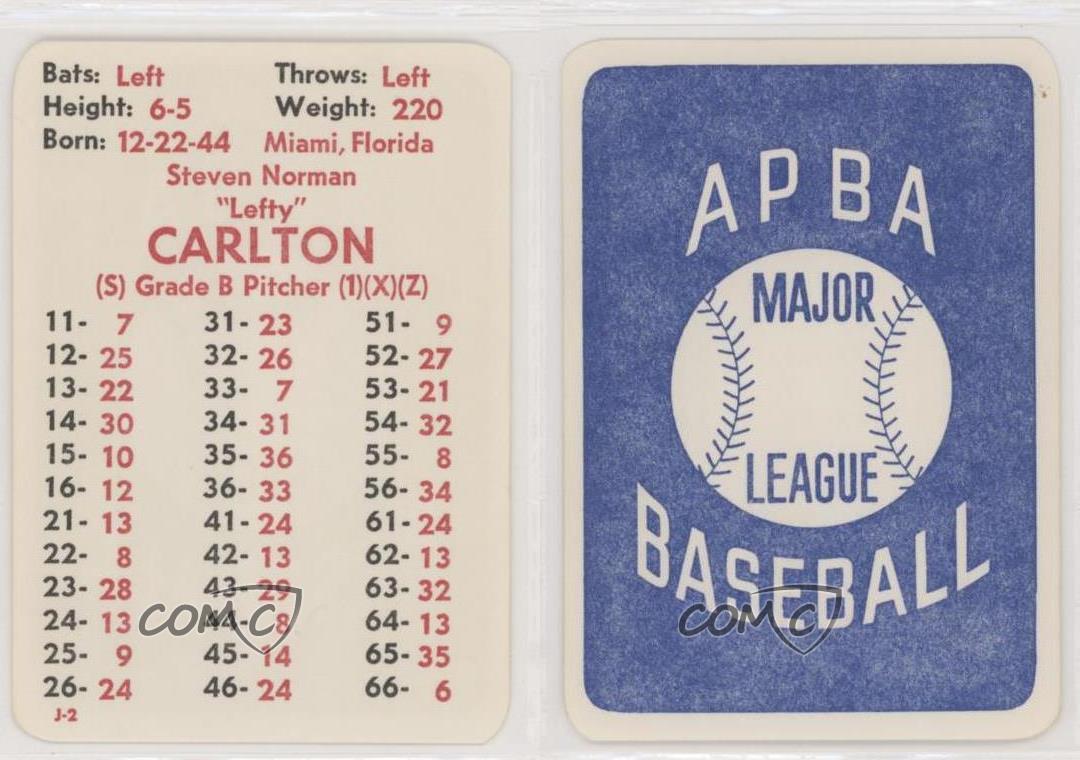 Bats: Left Throws: Left
Height: 6-5 Weight: 220
Born: 12-22-44 Miami, Florida
Steven Norman
"Lefty"
CARLTON
(S) Grade B Pitcher (1)(X)(Z)
11- 7 31- 23 51- 9
12- 25 32- 26 52- 27
13- 22 33- 7 53- 21
14- 30 34- 31 54- 32
15- 10 35- 36 55- 8
16- 12 36- 33 56- 34
21- 13 41- 24 61- 24
22- 8 42- 13 62- 13
23- 28 43- 29 63- 32
24- 13 44- 8 64- 13
25- 9 45- 14 65- 35
26- 24 46- 24 66- 6
J-2
COMC
APBA
MAJOR
LEAGUE
BASEBALL
COMC